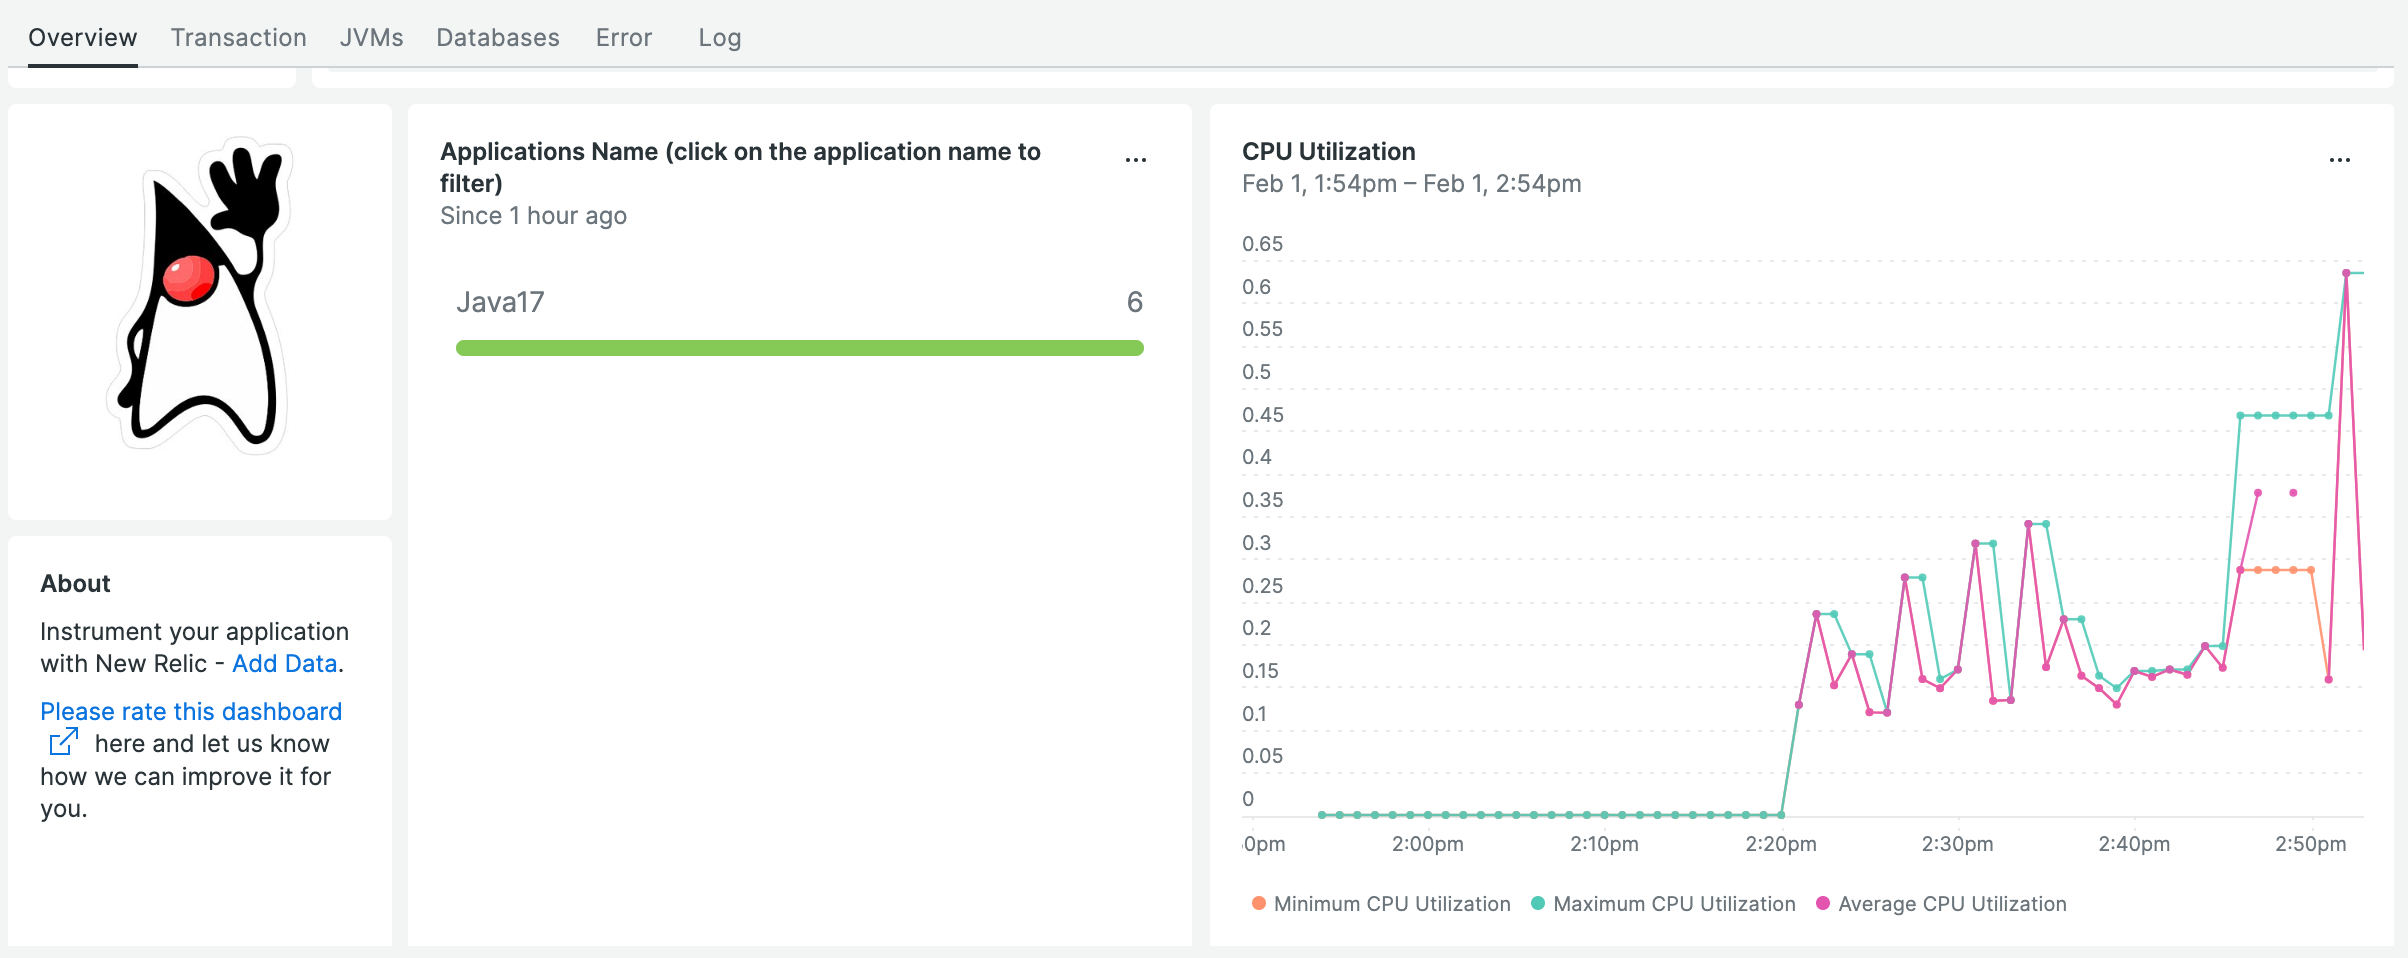 Overview Transaction JVMs Databases Error Log
Applications Name (click on the application name to
filter)
Since 1 hour ago
Java17 6
About
Instrument your application
with New Relic - Add Data.
Please rate this dashboard
here and let us know
how we can improve it for
you.
CPU Utilization
Feb 1, 1:54pm – Feb 1, 2:54pm
0.65
0.6
0.55
0.5
0.45
0.4
0.35
0.3
0.25
0.2
0.15
0.1
0.05
0
0pm 2:00pm 2:10pm 2:20pm 2:30pm 2:40pm 2:50pm
Minimum CPU Utilization Maximum CPU Utilization Average CPU Utilization